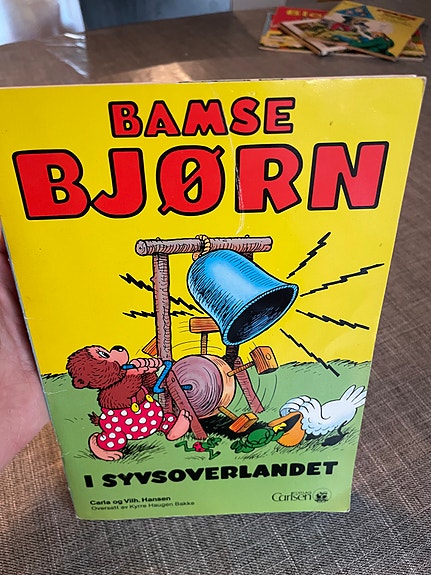 BAMSE
BJØRN
I SYVSOVERLANDET
Carla og Vilh. Hansen
Oversatt av Kyrre Haugen Bakke
Carlsen